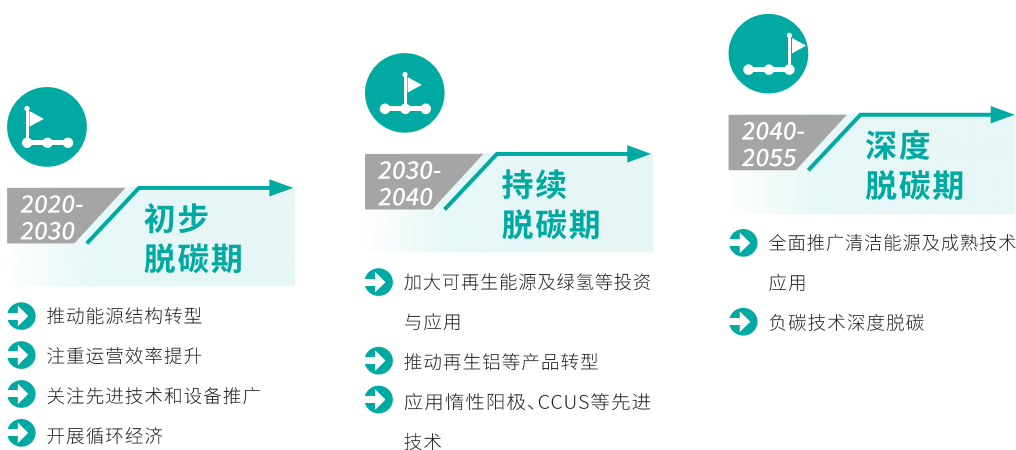 2020-
2030
初步
脱碳期
推动能源结构转型
注重运营效率提升
关注先进技术和设备推广
开展循环经济
2030-
2040
持续
脱碳期
加大可再生能源及绿氢等投资
与应用
推动再生铝等产品转型
应用惰性阳极、CCUS等先进
技术
2040-
2055
深度
脱碳期
全面推广清洁能源及成熟技术
应用
负碳技术深度脱碳